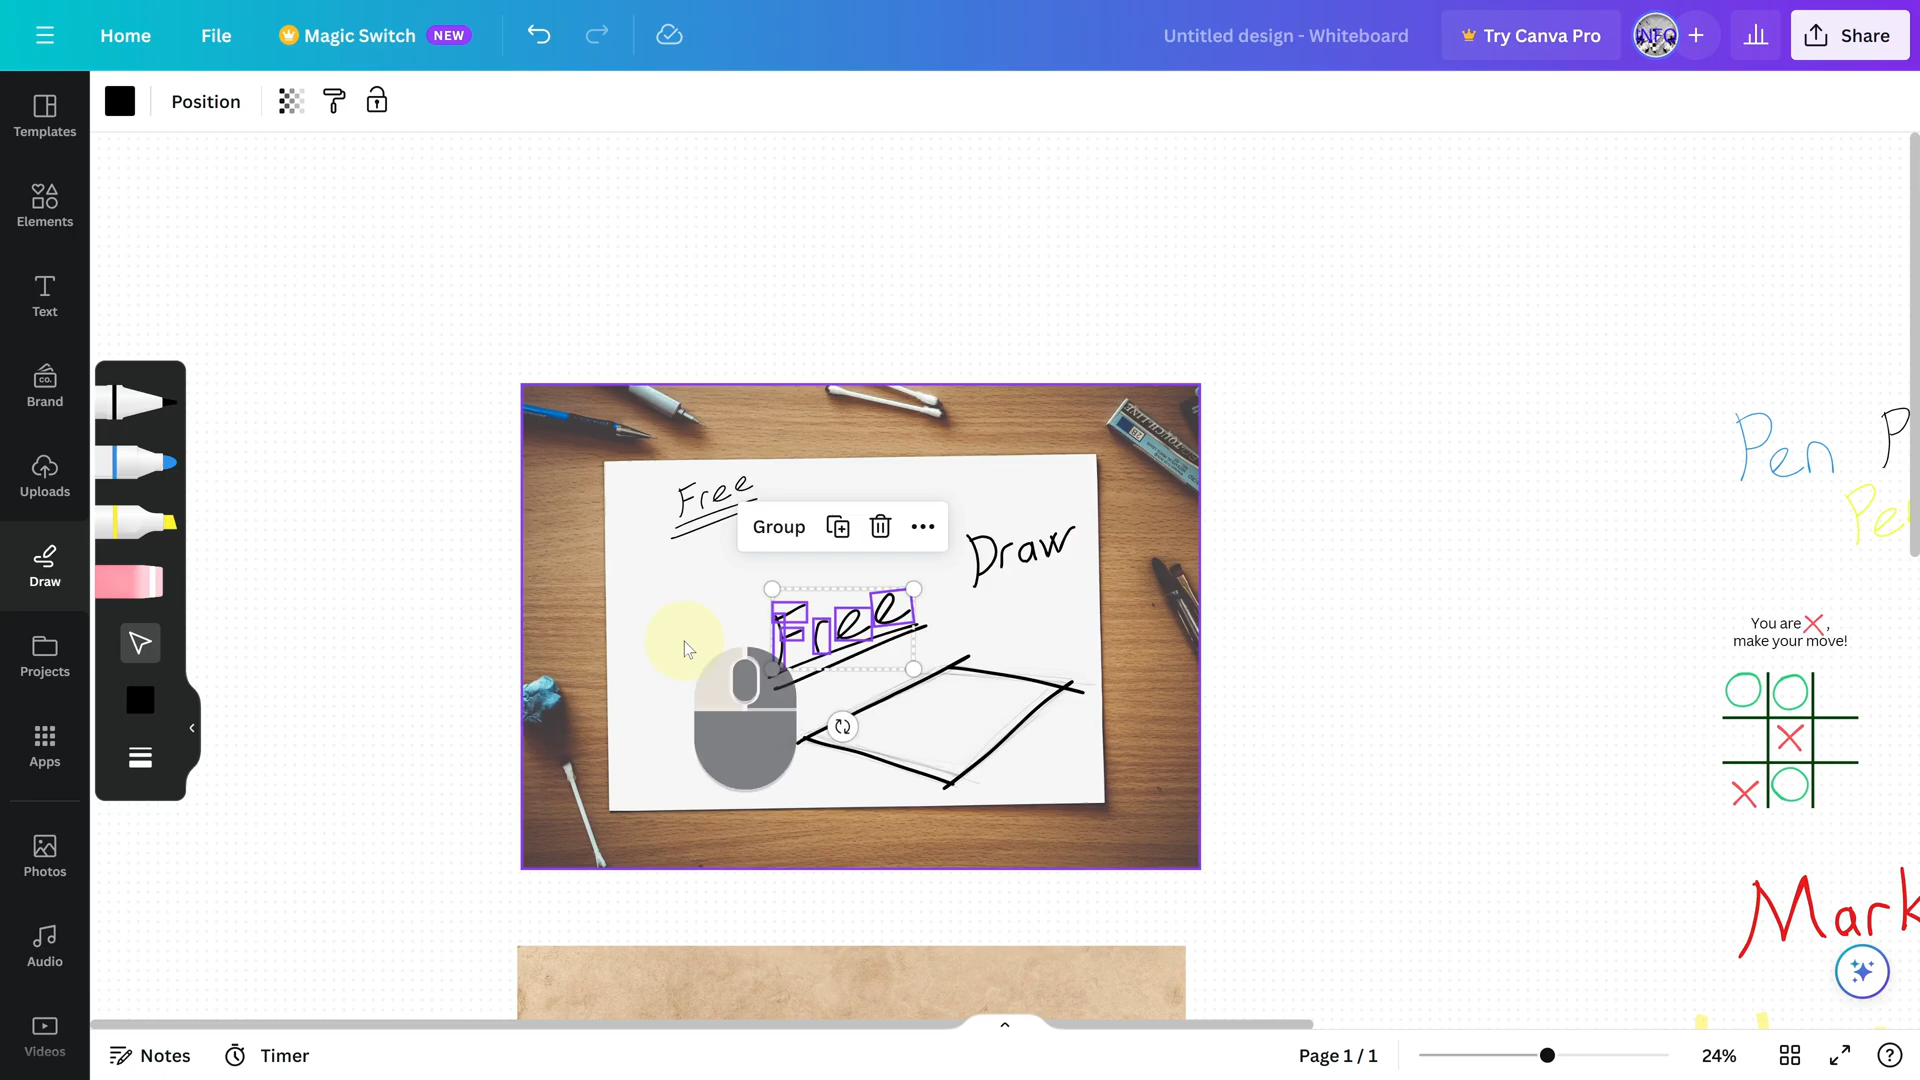 Home File Magic Switch NEW Untitled design - Whiteboard Try Canva Pro Share
Position
Templates
Elements
Text
Brand
Uploads
Draw
Projects
Apps
Photos
Audio
Videos
Free
Draw
Group
Free
Pen P
Pe
You are X,
make your move!
Mark
Notes Timer Page 1 / 1 24%